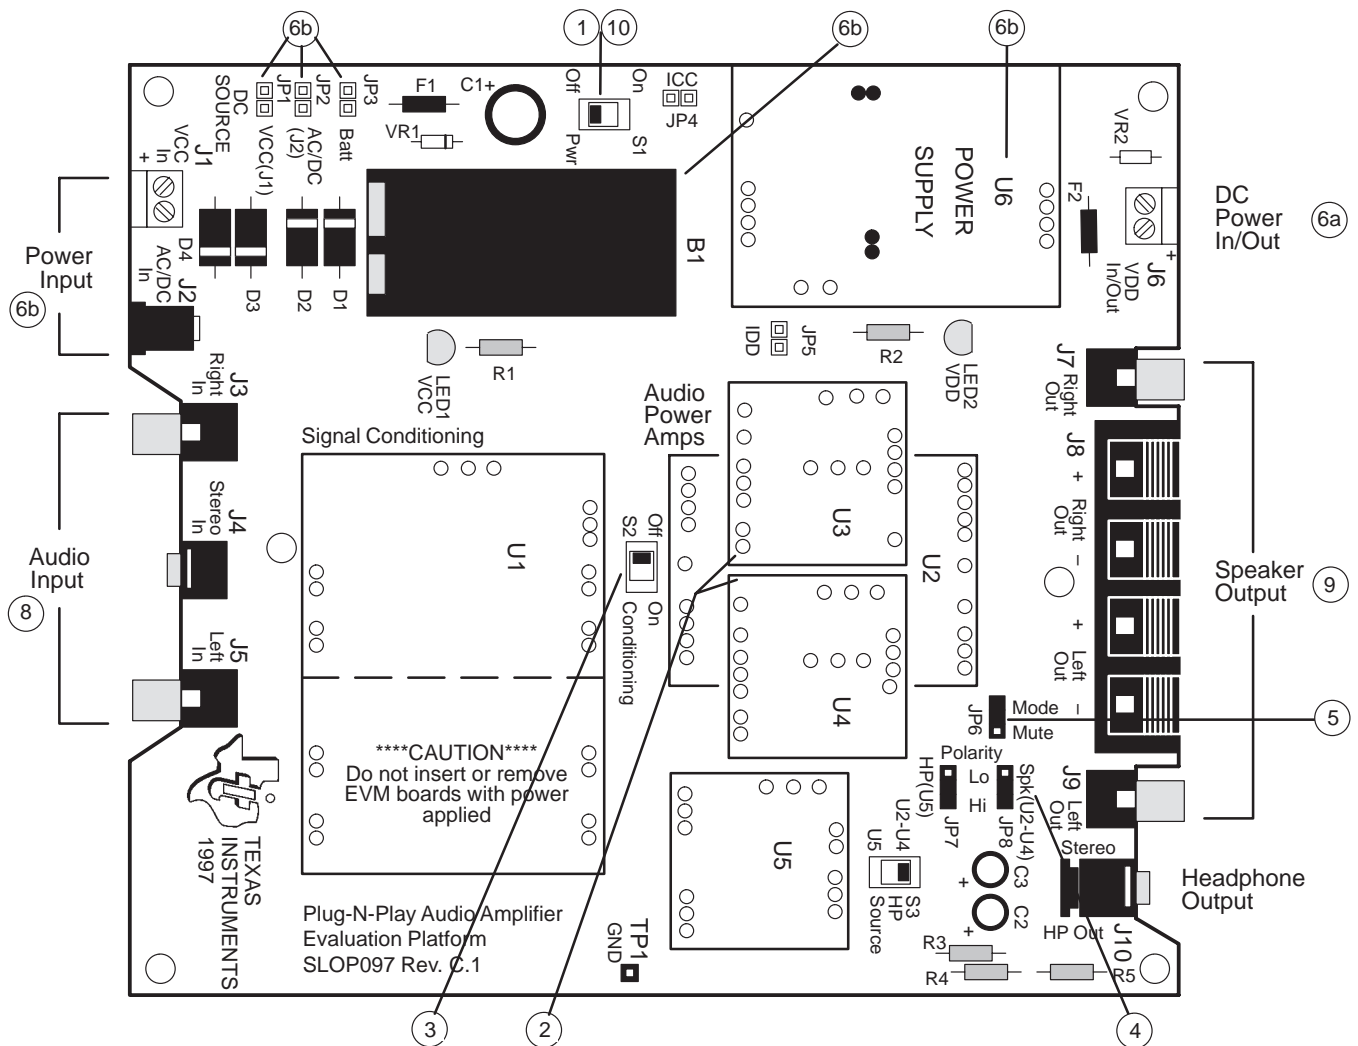 6b
1
10
6b
6b
DC
SOURCE
JP1
VCC(J1)
JP2
AC/DC
(J2)
JP3
Batt
F1
VR1
C1+
Off
On
Pwr
S1
ICC
JP4
POWER
SUPPLY
U6
VR2
F2
DC
Power
In/Out
6a
J6
VDD
In/Out
+
J1
VCC
In
+
Power
Input
6b
J2
AC/DC
In
D4
D3
D2
D1
B1
LED1
VCC
R1
IDD
JP5
R2
LED2
VDD
J3
Right
In
J7
Right
Out
Audio
Power
Amps
Signal Conditioning
J4
Stereo
In
Audio
Input
8
J5
Left
In
U1
S2
Off
On
Conditioning
U3
U2
U4
J8
+
Right
Out
–
+
Left
Out
–
Speaker
Output
9
JP6
Mode
Mute
5
****CAUTION****
Do not insert or remove
EVM boards with power
applied
Polarity
HP(U5)
Lo
Hi
JP7
Spk(U2-U4)
JP8
J9
Left
Out
TEXAS
INSTRUMENTS
1997
U5
U5
U2-U4
S3
HP
Source
+
C3
C2
+
Stereo
HP Out
J10
Headphone
Output
Plug-N-Play Audio Amplifier
Evaluation Platform
SLOP097 Rev. C.1
TP1
GND
R3
R4
R5
3
2
4